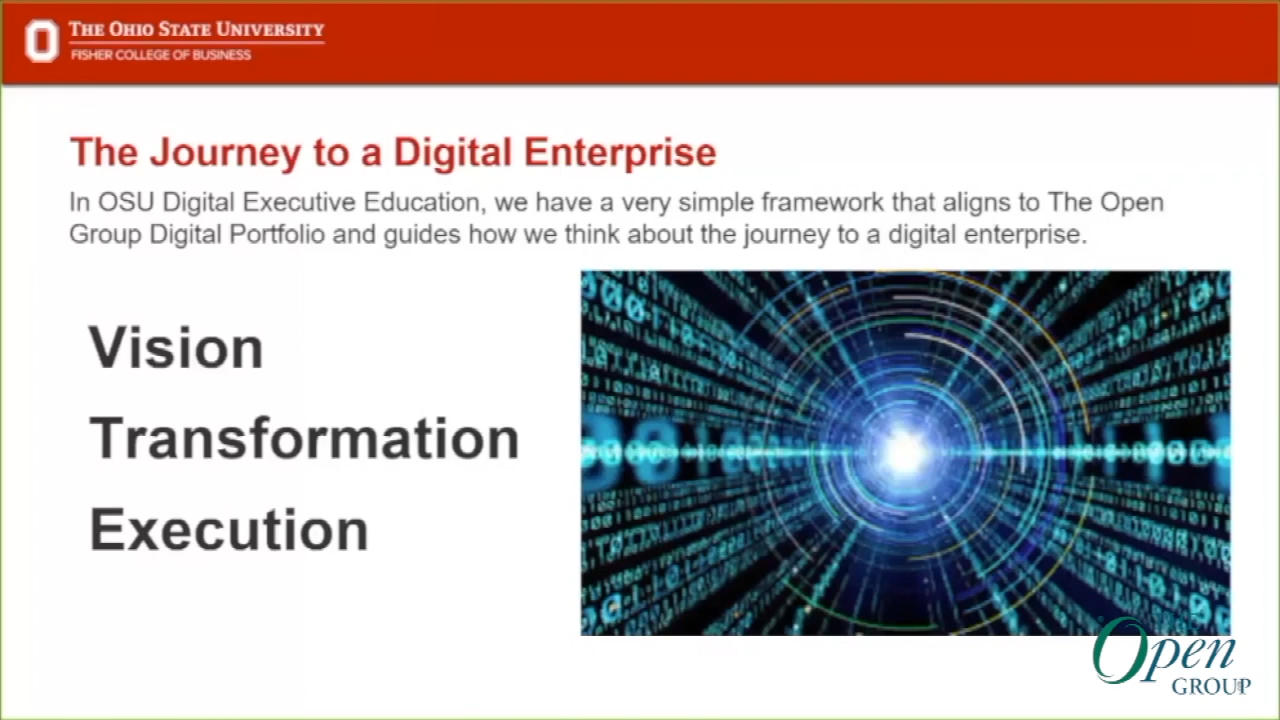 THE OHIO STATE UNIVERSITY
FISHER COLLEGE OF BUSINESS
The Journey to a Digital Enterprise
In OSU Digital Executive Education, we have a very simple framework that aligns to The Open
Group Digital Portfolio and guides how we think about the journey to a digital enterprise.
Vision
Transformation
Execution
Open
GROUP